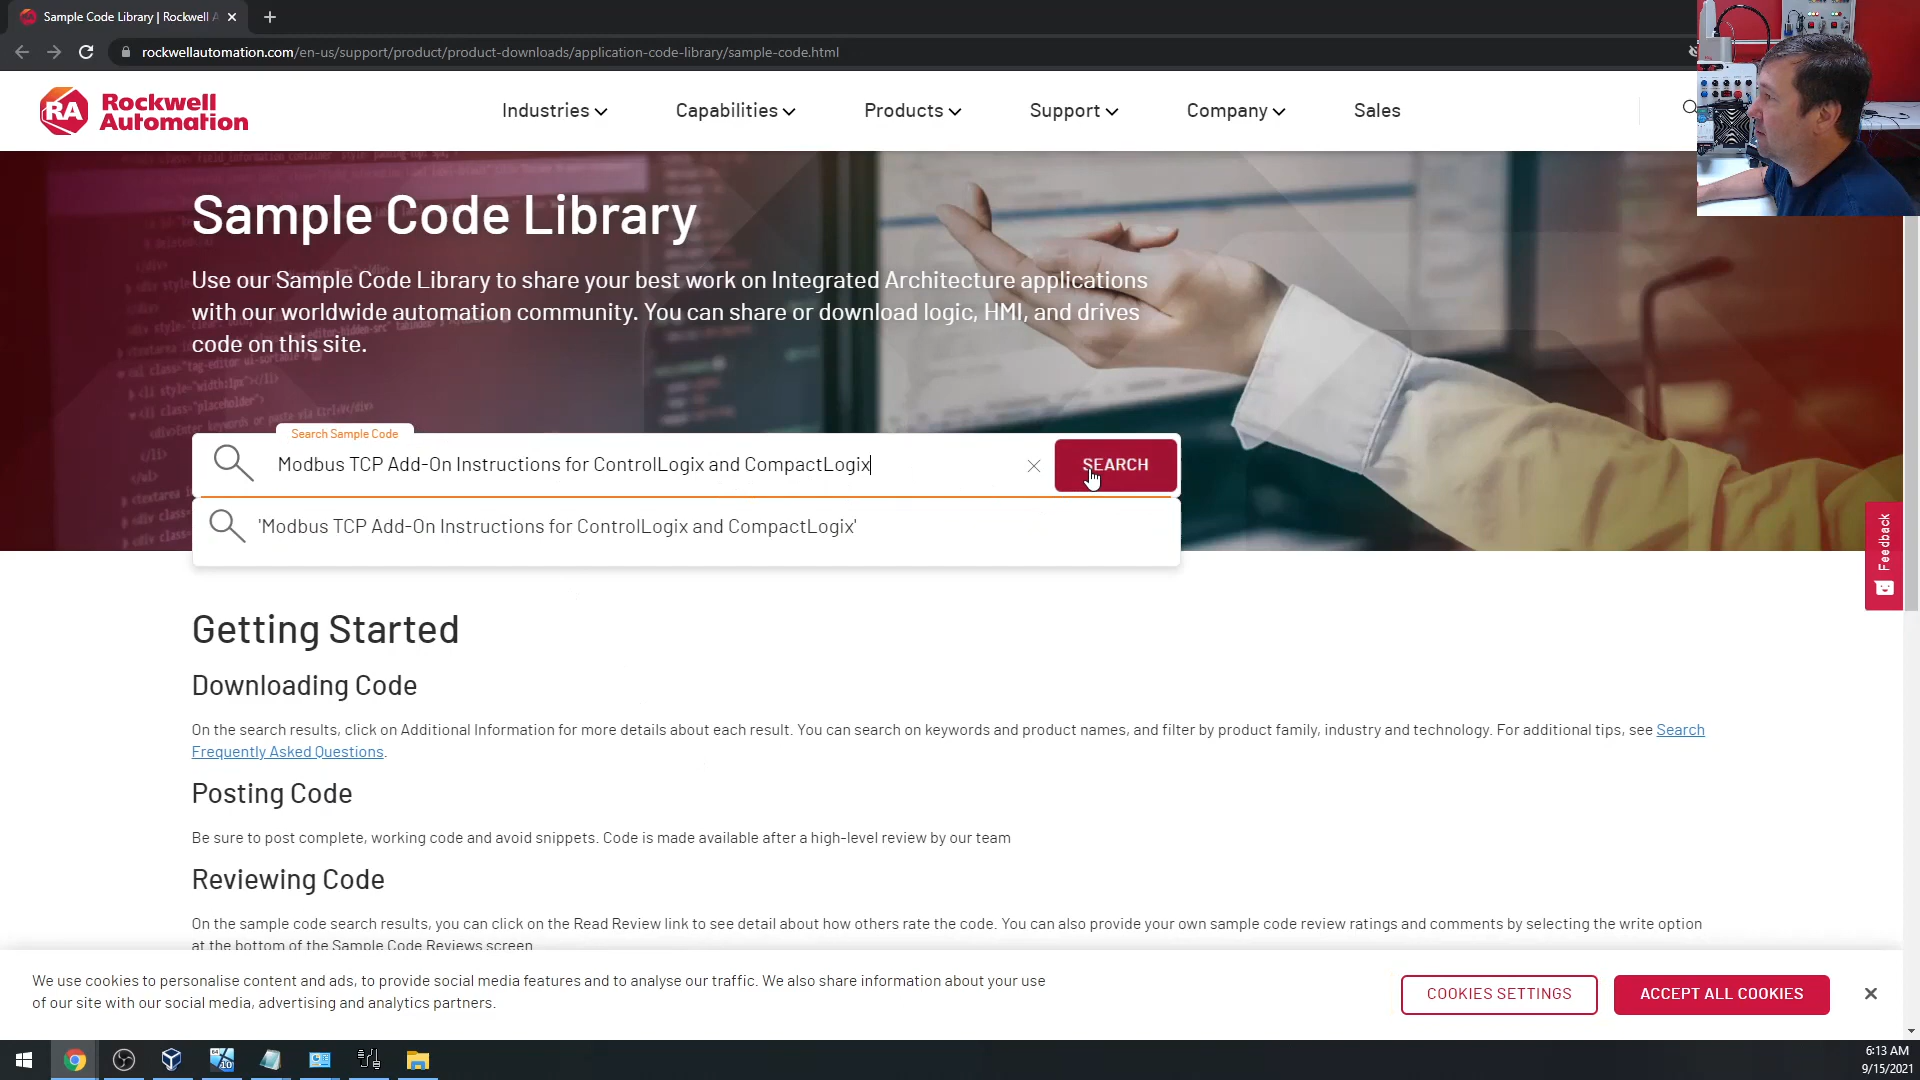 Sample Code Library | Rockwell A
rockwellautomation.com/en-us/support/product/product-downloads/application-code-library/sample-code.html
RA Rockwell Automation
Industries
Capabilities
Products
Support
Company
Sales
Sample Code Library
Use our Sample Code Library to share your best work on Integrated Architecture applications
with our worldwide automation community. You can share or download logic, HMI, and drives
code on this site.
Search Sample Code
Modbus TCP Add-On Instructions for ControlLogix and CompactLogix
SEARCH
'Modbus TCP Add-On Instructions for ControlLogix and CompactLogix'
Feedback
Getting Started
Downloading Code
On the search results, click on Additional Information for more details about each result. You can search on keywords and product names, and filter by product family, industry and technology. For additional tips, see Search
Frequently Asked Questions.
Posting Code
Be sure to post complete, working code and avoid snippets. Code is made available after a high-level review by our team
Reviewing Code
On the sample code search results, you can click on the Read Review link to see detail about how others rate the code. You can also provide your own sample code review ratings and comments by selecting the write option
at the bottom of the Sample Code Reviews screen
We use cookies to personalise content and ads, to provide social media features and to analyse our traffic. We also share information about your use
of our site with our social media, advertising and analytics partners.
COOKIES SETTINGS
ACCEPT ALL COOKIES
6:13 AM
9/15/2021